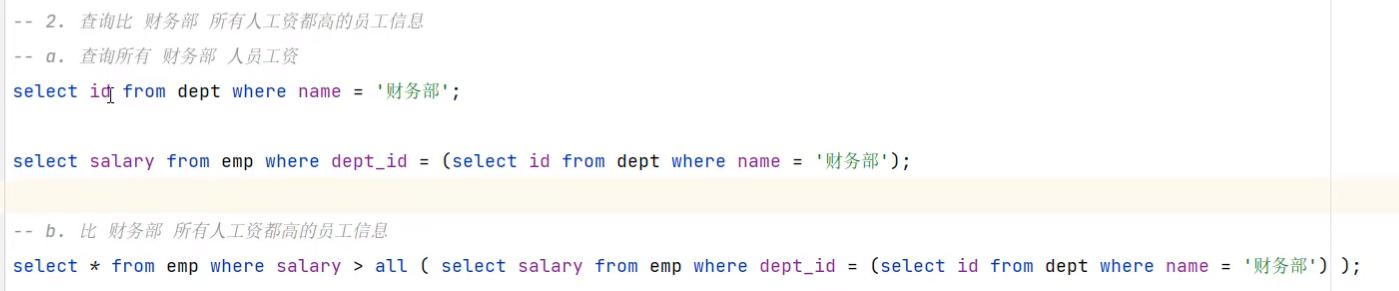 -- 2. 查询比 财务部 所有人工资都高的员工信息
-- a. 查询所有 财务部 人员工资
select id from dept where name = '财务部';
select salary from emp where dept_id = (select id from dept where name = '财务部');
-- b. 比 财务部 所有人工资都高的员工信息
select * from emp where salary > all ( select salary from emp where dept_id = (select id from dept where name = '财务部') );